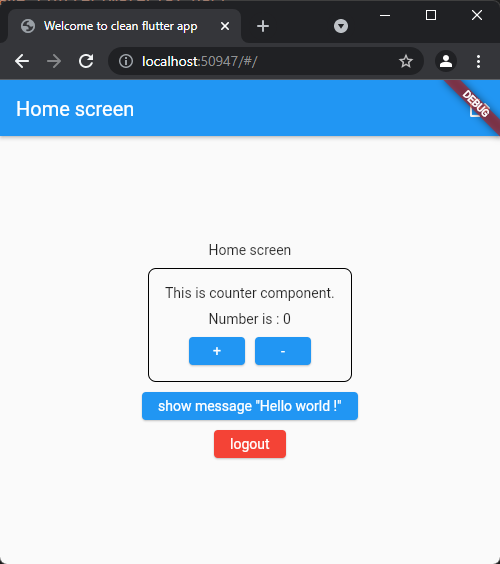 Welcome to clean flutter app
localhost:50947/#/
Home screen
DEBUG
Home screen
This is counter component.
Number is : 0
+ -
show message "Hello world !"
logout